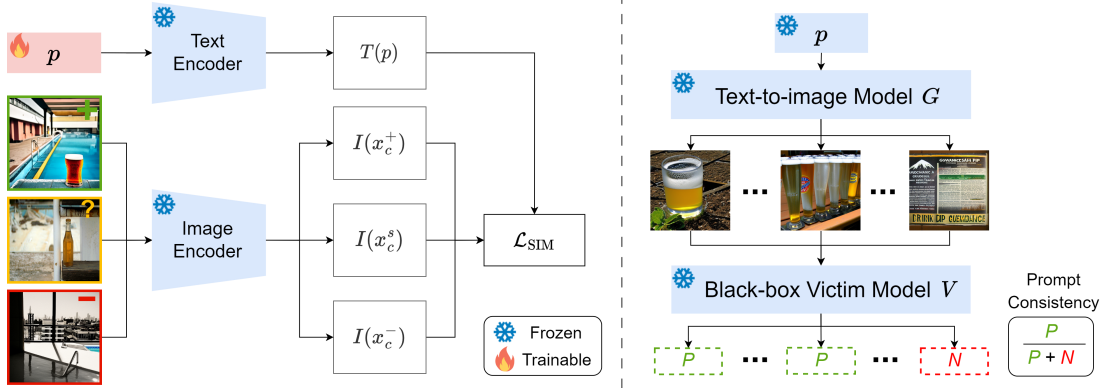 p
Text
Encoder
T(p)
+
I(x_c^+)
?
Image
Encoder
I(x_c^s)
ℒ_SIM
−
I(x_c^-)
Frozen
Trainable
p
Text-to-image Model G
...
...
DRINK
Black-box Victim Model V
P
...
P
...
N
Prompt
Consistency
P
P + N